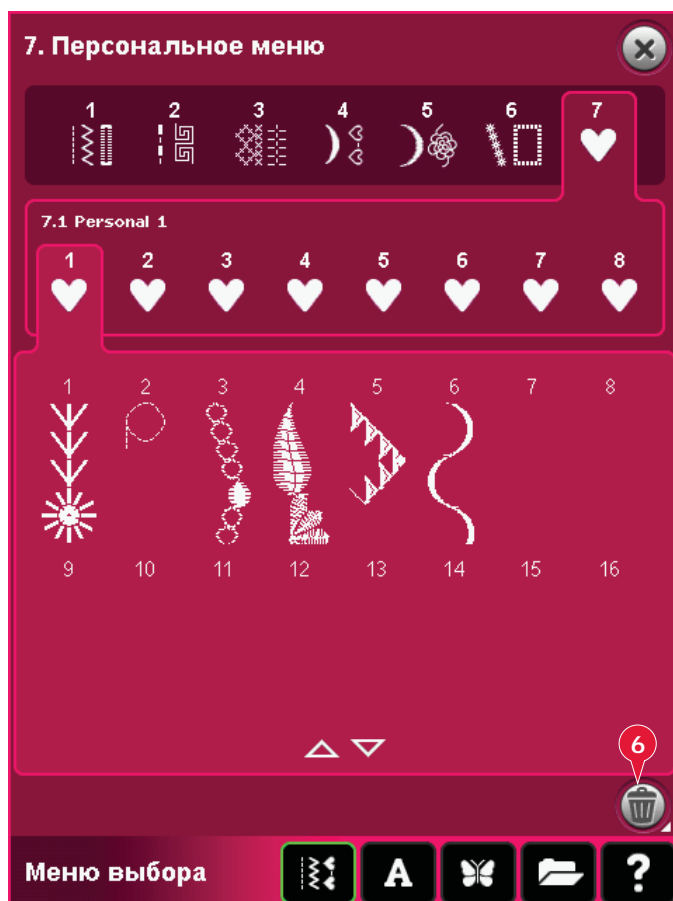 7. Персональное меню
1 2 3 4 5 6 7
7.1 Personal 1
1 2 3 4 5 6 7 8
1 2 3 4 5 6 7 8
9 10 11 12 13 14 15 16
6
Меню выбора A ?